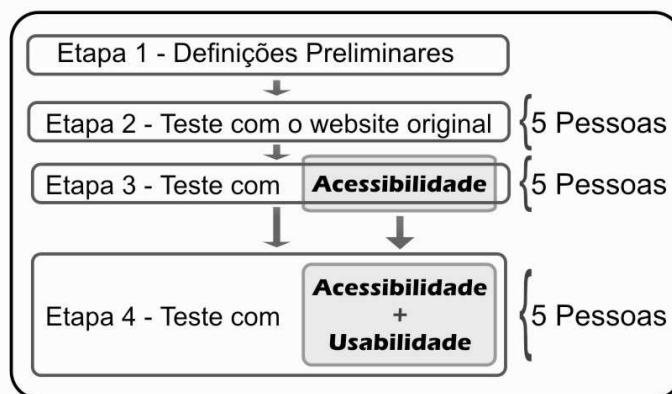 Etapa 1 - Definições Preliminares
Etapa 2 - Teste com o website original { 5 Pessoas
Etapa 3 - Teste com Acessibilidade { 5 Pessoas
Acessibilidade
Etapa 4 - Teste com + { 5 Pessoas
Usabilidade